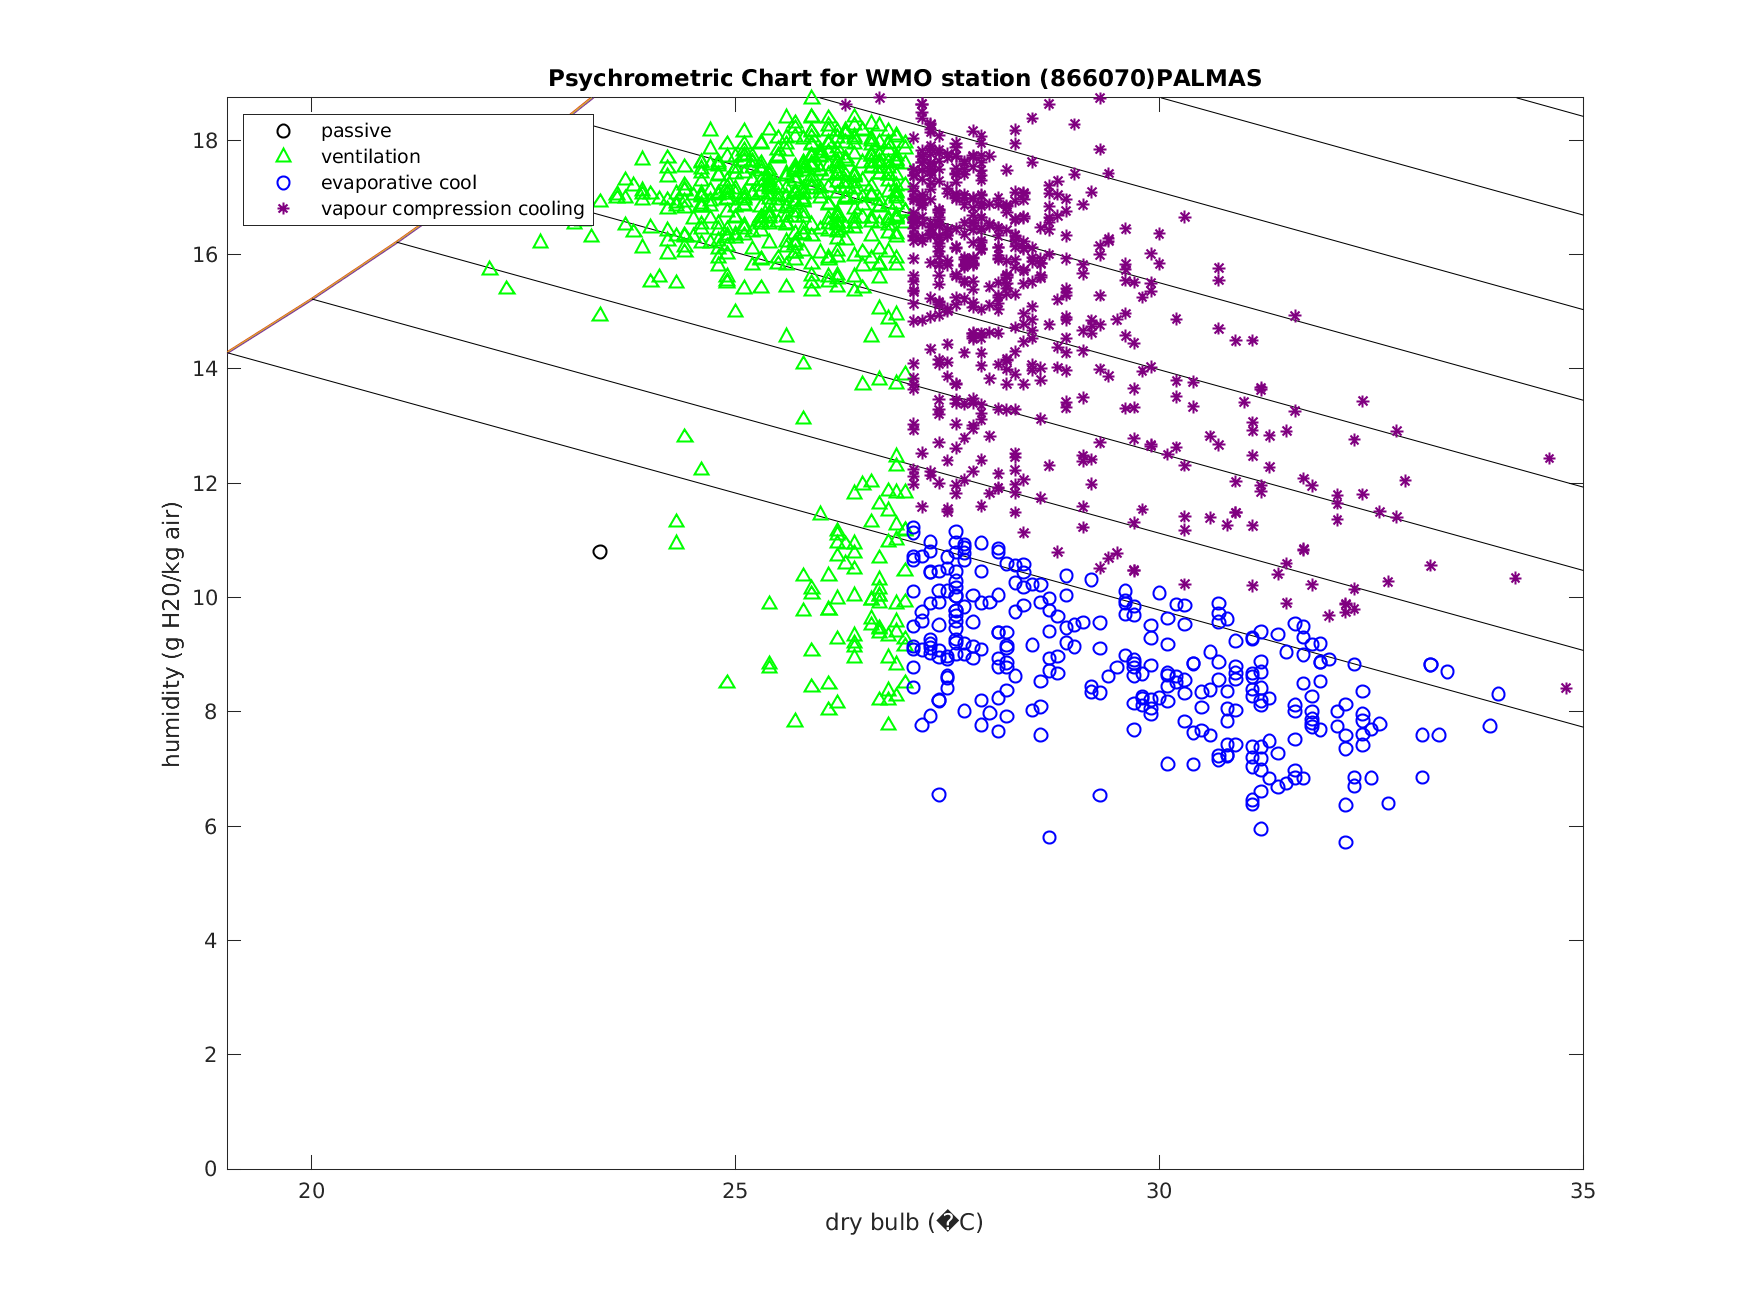 Psychrometric Chart for WMO station (866070)PALMAS
passive
ventilation
evaporative cool
vapour compression cooling
humidity (g H20/kg air)
18
16
14
12
10
8
6
4
2
0
20
25
30
35
dry bulb (�C)